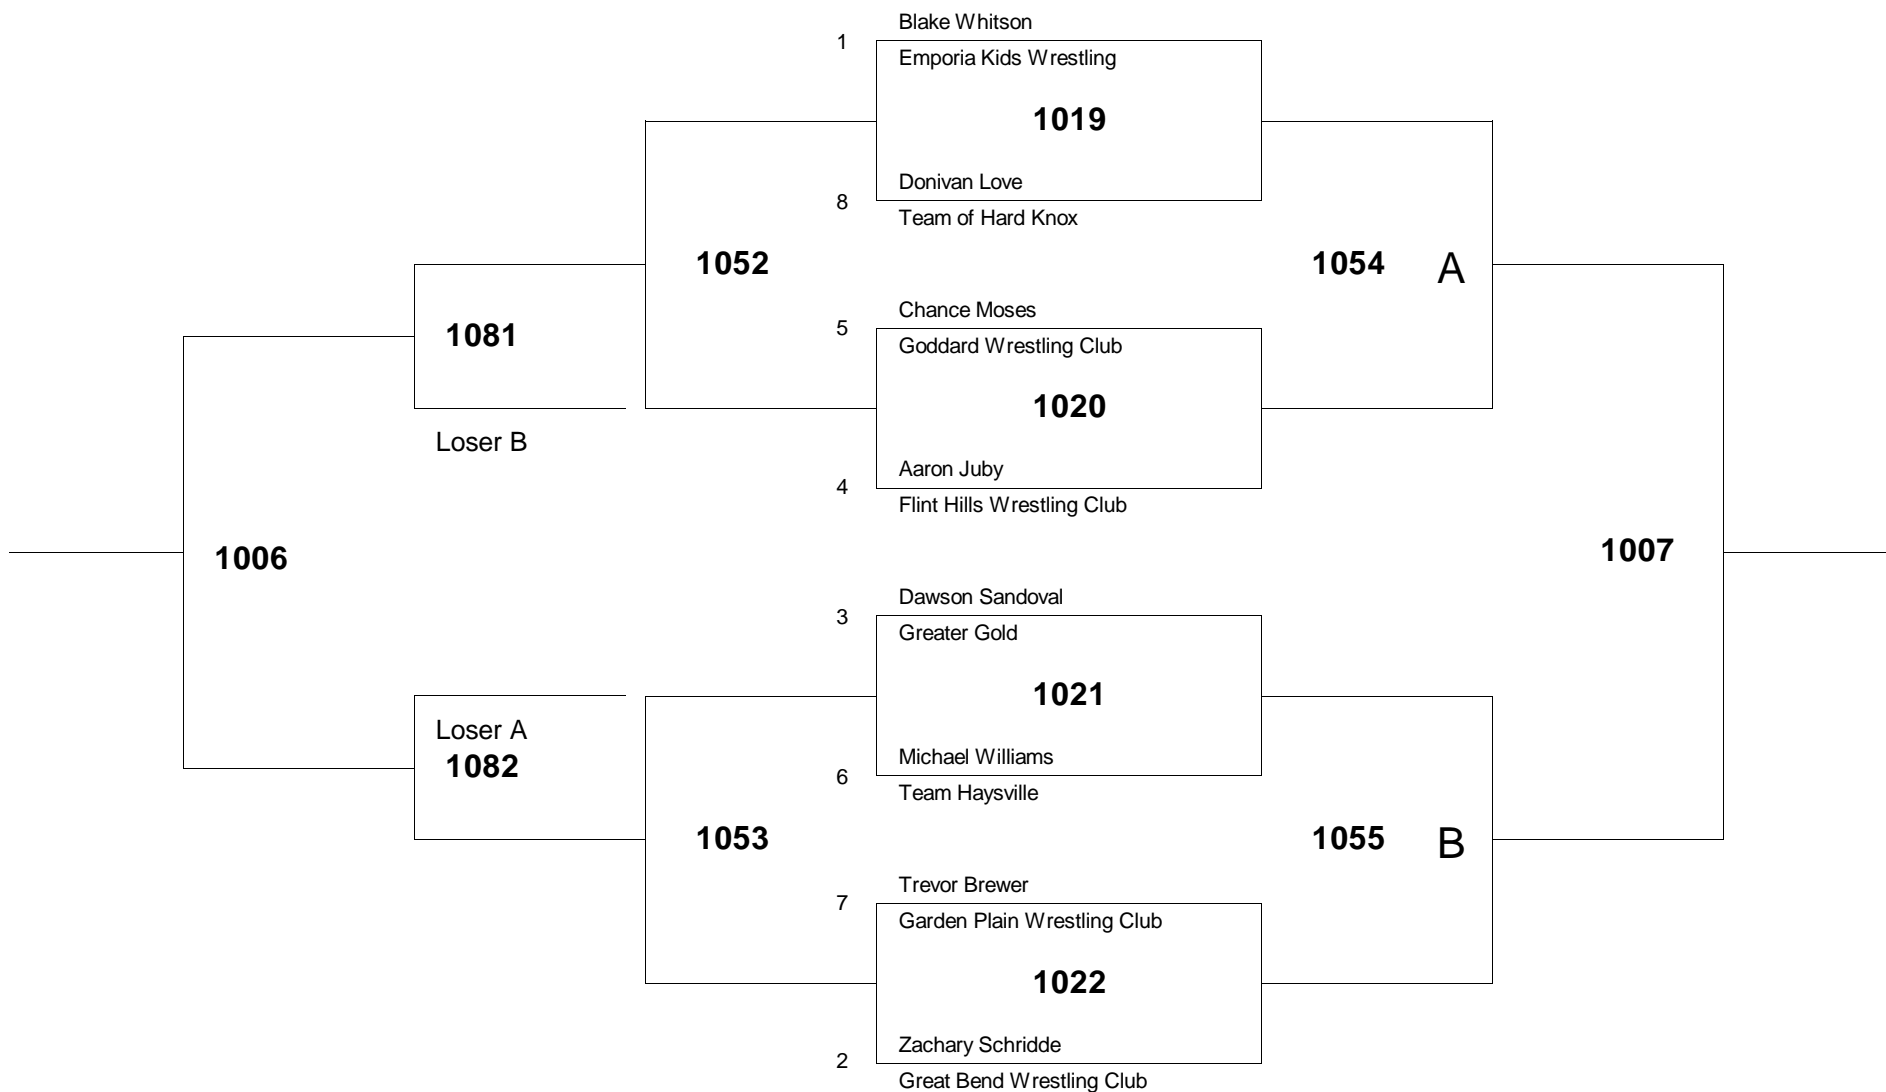 Blake Whitson
1
Emporia Kids Wrestling
1019
Donivan Love
8
Team of Hard Knox
1052
1054
A
Chance Moses
5
1081
Goddard Wrestling Club
1020
Loser B
Aaron Juby
4
Flint Hills Wrestling Club
1006
1007
Dawson Sandoval
3
Greater Gold
1021
Loser A
Michael Williams
1082
6
Team Haysville
1053
1055
B
Trevor Brewer
7
Garden Plain Wrestling Club
1022
Zachary Schridde
2
Great Bend Wrestling Club